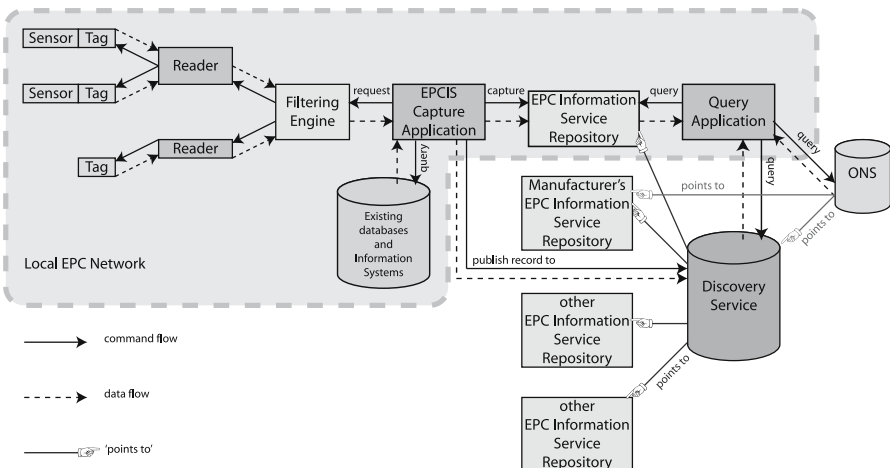 Sensor Tag
Reader
Sensor Tag
Tag
Reader
Filtering
Engine
request
EPCIS
Capture
Application
capture
EPC Information
Service
Repository
query
Query
Application
query
query
query
ONS
Existing
databases
and
Information
Systems
Manufacturer's
EPC Information
Service
Repository
points to
points to
Local EPC Network
publish record to
Discovery
Service
other
EPC Information
Service
Repository
points to
other
EPC Information
Service
Repository
command flow
data flow
'points to'